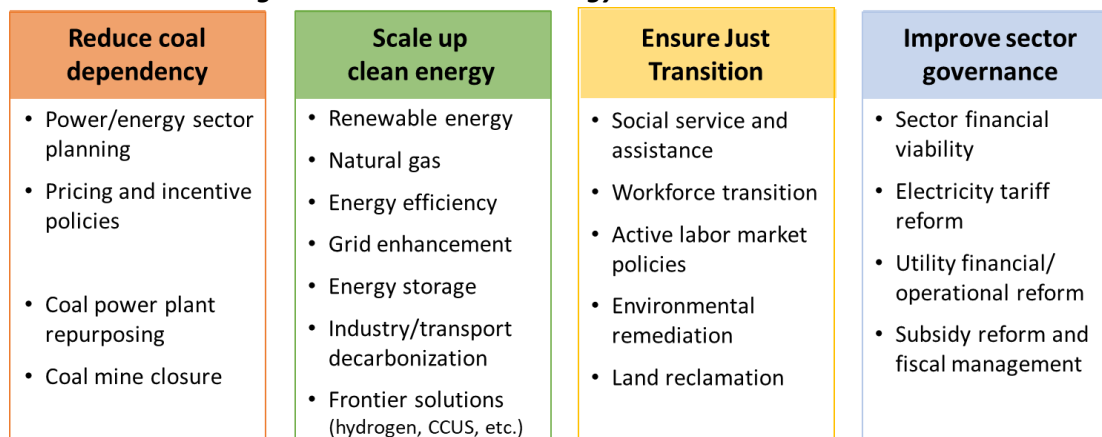 Reduce coal
dependency
• Power/energy sector
planning
• Pricing and incentive
policies
• Coal power plant
repurposing
• Coal mine closure
Scale up
clean energy
• Renewable energy
• Natural gas
• Energy efficiency
• Grid enhancement
• Energy storage
• Industry/transport
decarbonization
• Frontier solutions
(hydrogen, CCUS, etc.)
Ensure Just
Transition
• Social service and
assistance
• Workforce transition
• Active labor market
policies
• Environmental
remediation
• Land reclamation
Improve sector
governance
• Sector financial
viability
• Electricity tariff
reform
• Utility financial/
operational reform
• Subsidy reform and
fiscal management